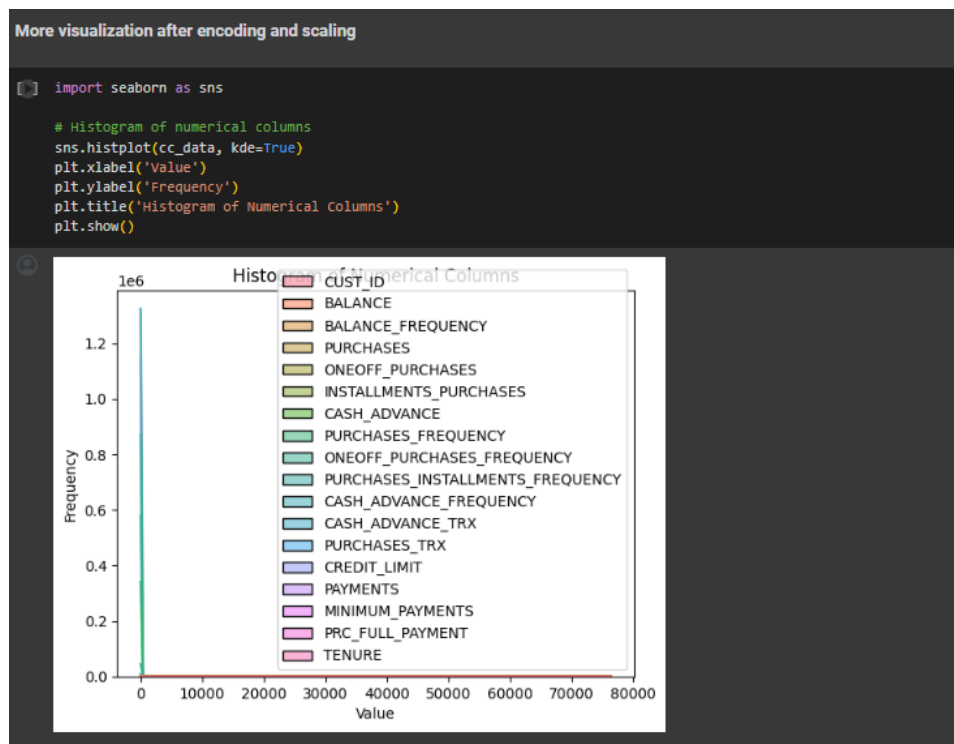 More visualization after encoding and scaling
import seaborn as sns
# Histogram of numerical columns
sns.histplot(cc_data, kde=True)
plt.xlabel('Value')
plt.ylabel('Frequency')
plt.title('Histogram of Numerical Columns')
plt.show()
Histogram of Numerical Columns
1e6
CUST_ID
BALANCE
BALANCE_FREQUENCY
PURCHASES
ONEOFF_PURCHASES
INSTALLMENTS_PURCHASES
CASH_ADVANCE
PURCHASES_FREQUENCY
ONEOFF_PURCHASES_FREQUENCY
PURCHASES_INSTALLMENTS_FREQUENCY
CASH_ADVANCE_FREQUENCY
CASH_ADVANCE_TRX
PURCHASES_TRX
CREDIT_LIMIT
PAYMENTS
MINIMUM_PAYMENTS
PRC_FULL_PAYMENT
TENURE
Frequency
1.2
1.0
0.8
0.6
0.4
0.2
0.0
0 10000 20000 30000 40000 50000 60000 70000 80000
Value